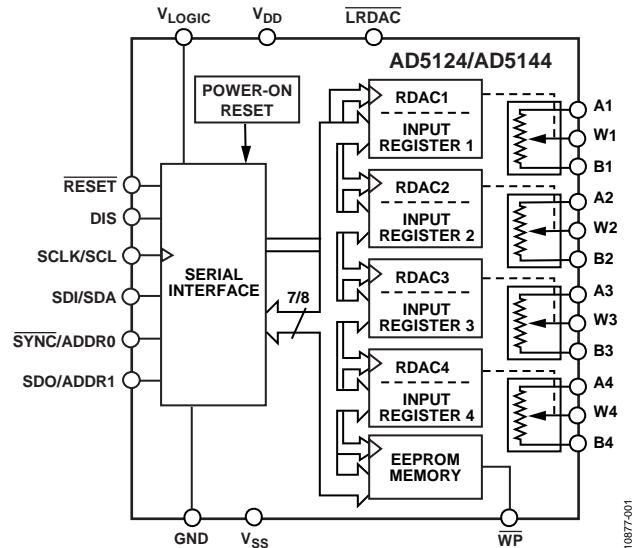 VLOGIC
VDD
LRDAC
AD5124/AD5144
POWER-ON
RESET
RDAC1
INPUT
REGISTER 1
A1
W1
B1
RESET
DIS
SCLK/SCL
SDI/SDA
SYNC/ADDR0
SDO/ADDR1
SERIAL
INTERFACE
7/8
RDAC2
INPUT
REGISTER 2
A2
W2
B2
RDAC3
INPUT
REGISTER 3
A3
W3
B3
RDAC4
INPUT
REGISTER 4
A4
W4
B4
EEPROM
MEMORY
GND
VSS
WP
10877-001